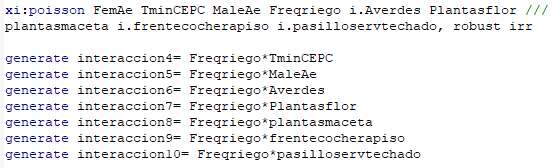 xi:poisson FemAe TminCEPC MaleAe Freqriego i.Averdes Plantasflor ///
plantasmaceta i.frentecocherapiso i.pasilloservtechado, robust irr
generate interaccion4= Freqriego*TminCEPC
generate interaccion5= Freqriego*MaleAe
generate interaccion6= Freqriego*Averdes
generate interaccion7= Freqriego*Plantasflor
generate interaccion8= Freqriego*plantasmaceta
generate interaccion9= Freqriego*frentecocherapiso
generate interaccion10= Freqriego*pasilloservtechado